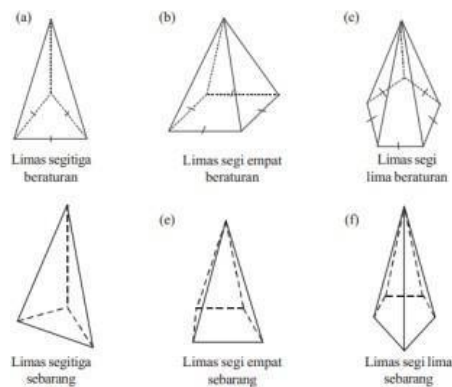 (a)
(b)
(c)
Limas segitiga
beraturan
Limas segi empat
beraturan
Limas segi
lima beraturan
(e)
(f)
Limas segitiga
sebarang
Limas segi empat
sebarang
Limas segi lima
sebarang